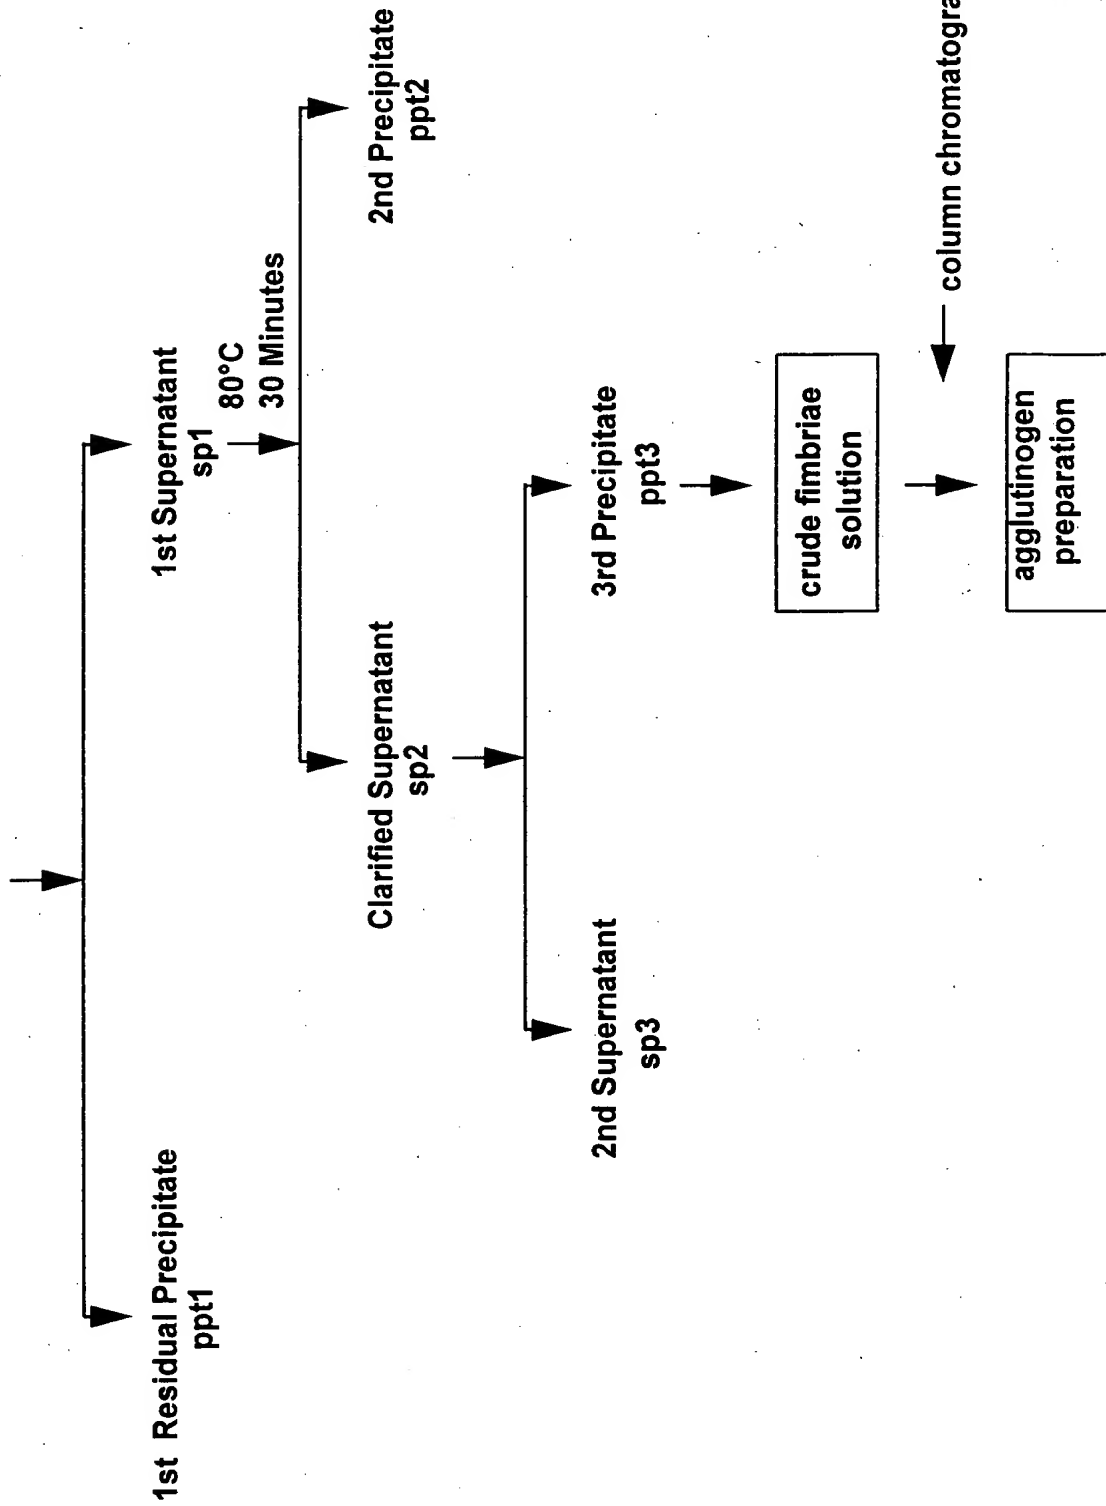 1st Residual Precipitate
ppt1
1st Supernatant
sp1
80°C
30 Minutes
Clarified Supernatant
sp2
2nd Precipitate
ppt2
2nd Supernatant
sp3
3rd Precipitate
ppt3
crude fimbriae
solution
column
agglutinogen
preparation